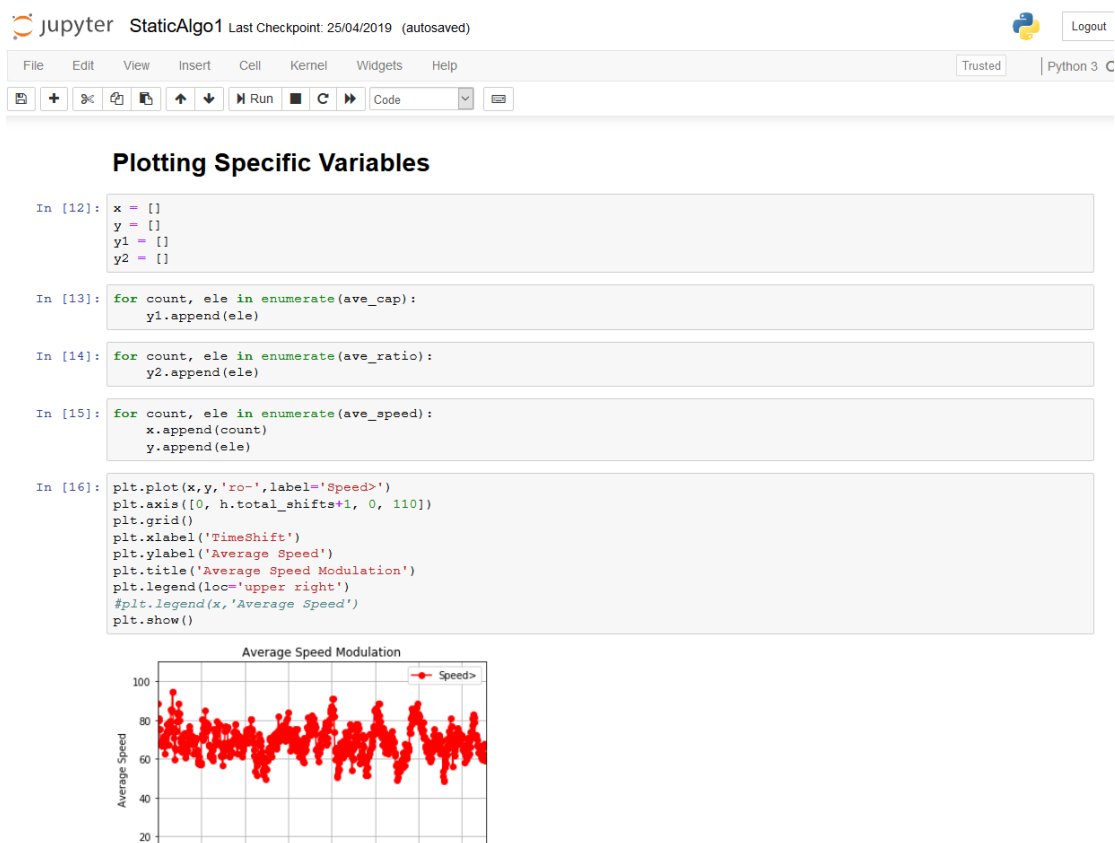 jupyter StaticAlgo1 Last Checkpoint: 25/04/2019 (autosaved)
Logout
File Edit View Insert Cell Kernel Widgets Help
Trusted
Python 3
Run
Code
Plotting Specific Variables
In [12]: x = []
y = []
y1 = []
y2 = []
In [13]: for count, ele in enumerate(ave_cap):
    y1.append(ele)
In [14]: for count, ele in enumerate(ave_ratio):
    y2.append(ele)
In [15]: for count, ele in enumerate(ave_speed):
    x.append(count)
    y.append(ele)
In [16]: plt.plot(x,y,'ro-',label='Speed>')
plt.axis([0, h.total_shifts+1, 0, 110])
plt.grid()
plt.xlabel('TimeShift')
plt.ylabel('Average Speed')
plt.title('Average Speed Modulation')
plt.legend(loc='upper right')
#plt.legend(x,'Average Speed')
plt.show()
Average Speed Modulation
Speed>
100
80
60
40
20
Average Speed